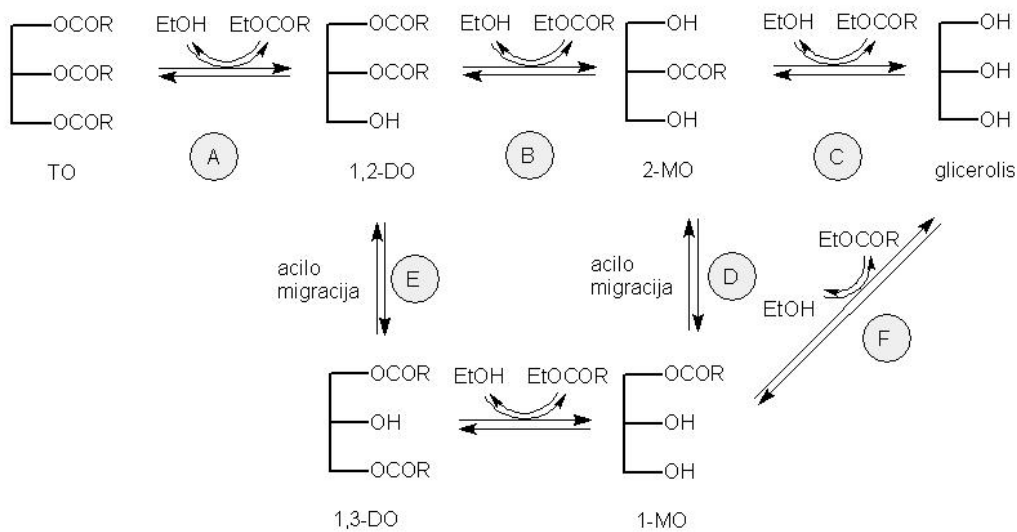 OCOR
OCOR
OCOR
TO
EtOH EtOCOR
A
OCOR
OCOR
OH
1,2-DO
EtOH EtOCOR
B
OH
OCOR
OH
2-MO
EtOH EtOCOR
C
OH
OH
OH
glicerolis
acilo
migracija
E
acilo
migracija
D
EtOCOR
EtOH
F
OCOR
OH
OCOR
1,3-DO
EtOH EtOCOR
OCOR
OH
OH
1-MO